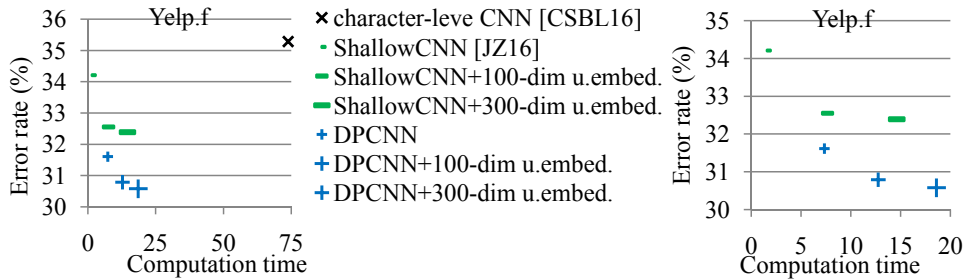 Yelp.f
Error rate (%)
36
35
34
33
32
31
30
0
25
50
75
Computation time
character-leve CNN [CSBL16]
ShallowCNN [JZ16]
ShallowCNN+100-dim u.embed.
ShallowCNN+300-dim u.embed.
DPCNN
DPCNN+100-dim u.embed.
DPCNN+300-dim u.embed.
Yelp.f
Error rate (%)
35
34
33
32
31
30
0
5
10
15
20
Computation time